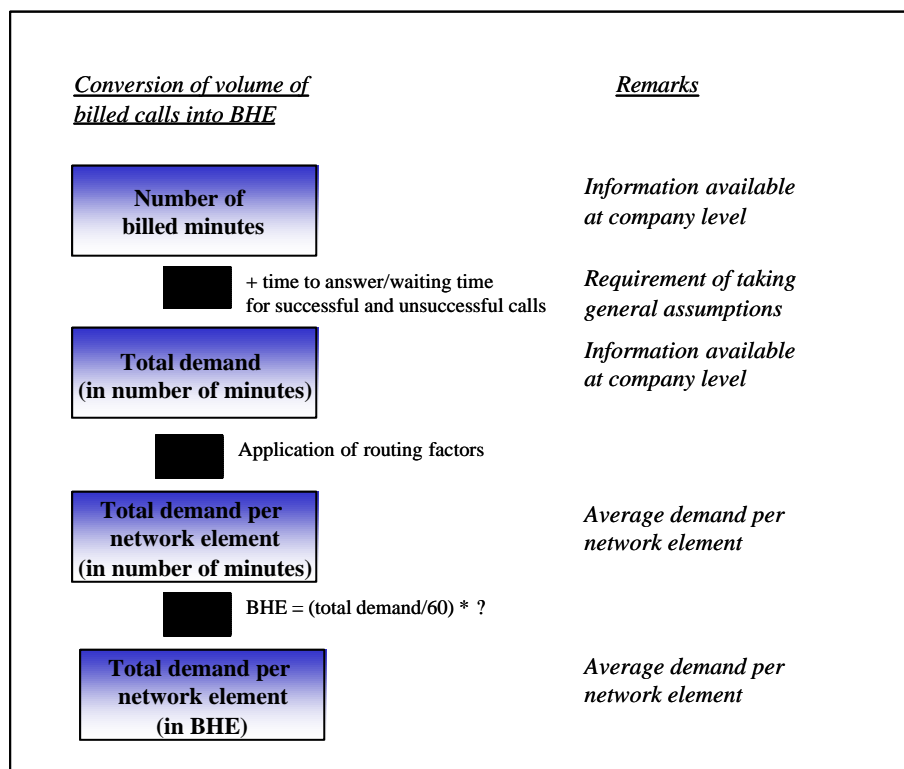 Conversion of volume of
billed calls into BHE
Remarks
Number of
billed minutes
Information available
at company level
+ time to answer/waiting time
for successful and unsuccessful calls
Requirement of taking
general assumptions
Total demand
(in number of minutes)
Information available
at company level
Application of routing factors
Total demand per
network element
(in number of minutes)
Average demand per
network element
BHE = (total demand/60) * ?
Total demand per
network element
(in BHE)
Average demand per
network element